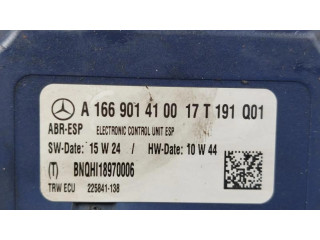 A 166 901 41 00 17 T 191 Q01
ABR-ESP ELECTRONIC CONTROL UNIT ESP
SW-Date: 15 W 24 / HW-Date: 10 W 44
(T) BNQHI18970006
TRW ECU 225841-138